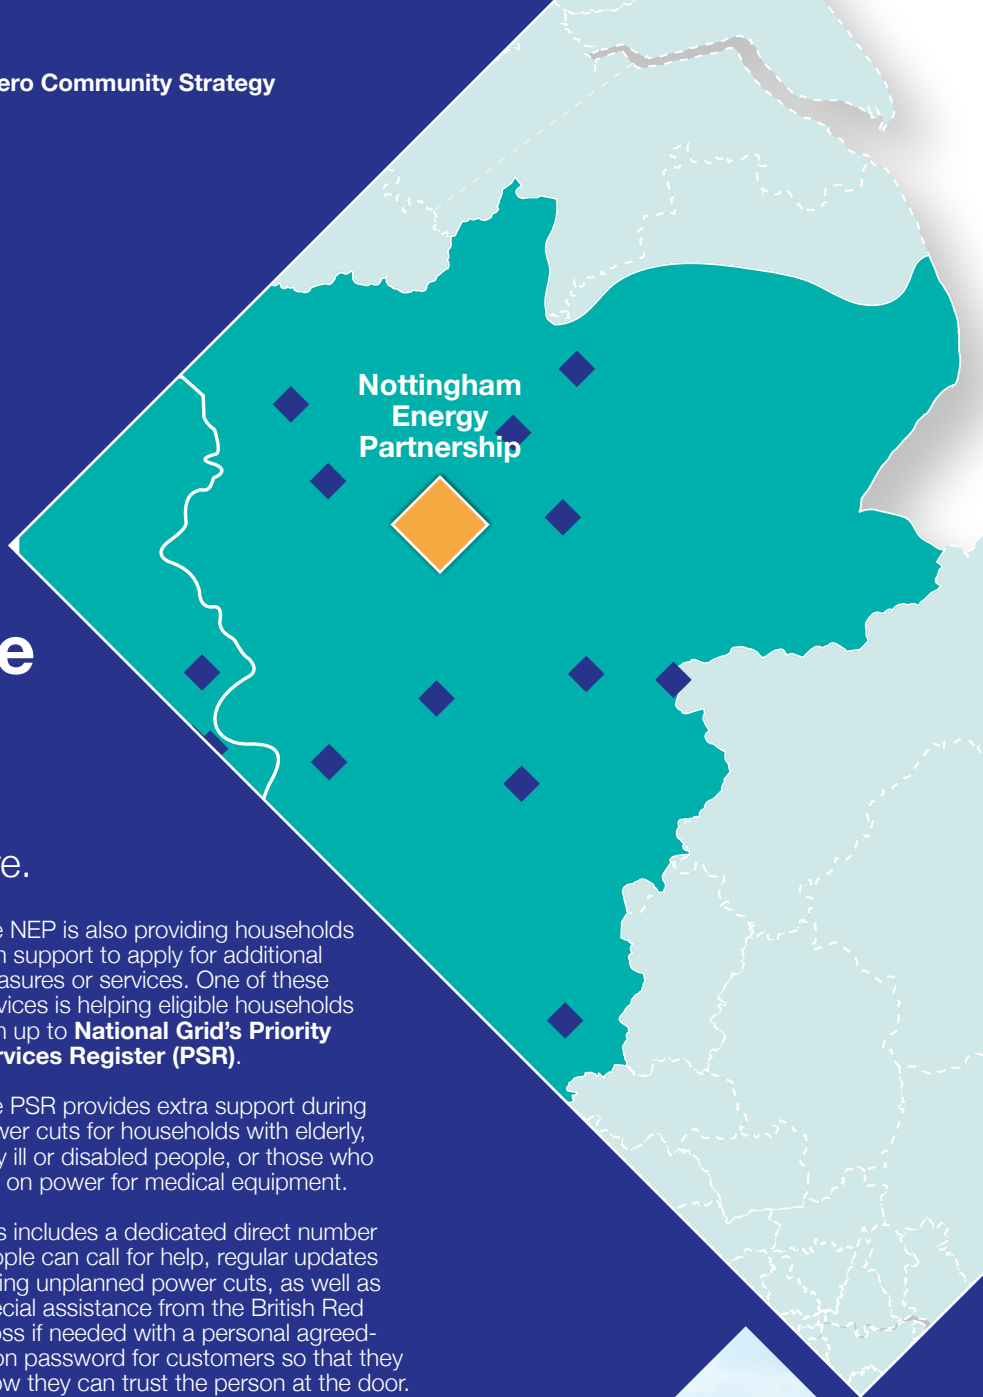 ero Community Strategy
Nottingham
Energy
Partnership
e
e.
e NEP is also providing households
n support to apply for additional
asures or services. One of these
vices is helping eligible households
n up to National Grid's Priority
rvices Register (PSR).
e PSR provides extra support during
wer cuts for households with elderly,
y ill or disabled people, or those who
on power for medical equipment.
s includes a dedicated direct number
ople can call for help, regular updates
ing unplanned power cuts, as well as
ecial assistance from the British Red
oss if needed with a personal agreed-
on password for customers so that they
ow they can trust the person at the door.